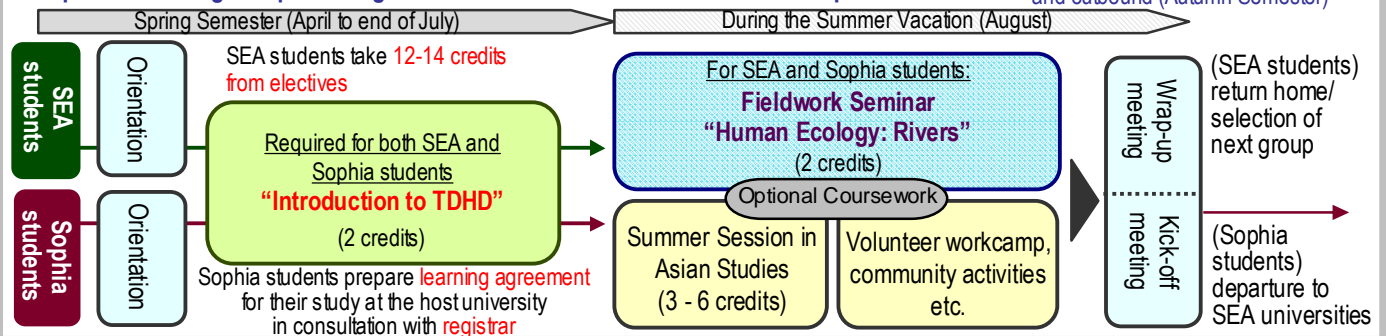 and outbound (Autumn Semester)
Spring Semester (April to end of July)
During the Summer Vacation (August)
SEA
students
Orientation
SEA students take 12-14 credits
from electives
Required for both SEA and
Sophia students
“Introduction to TDHD”
(2 credits)
Sophia
students
Orientation
Sophia students prepare learning agreement
for their study at the host university
in consultation with registrar
For SEA and Sophia students:
Fieldwork Seminar
“Human Ecology: Rivers”
(2 credits)
Optional Coursework
Summer Session in
Asian Studies
(3 - 6 credits)
Volunteer workcamp,
community activities
etc.
Wrap-up
meeting
Kick-off
meeting
(SEA students)
return home/
selection of
next group
(Sophia
students)
departure to
SEA universities